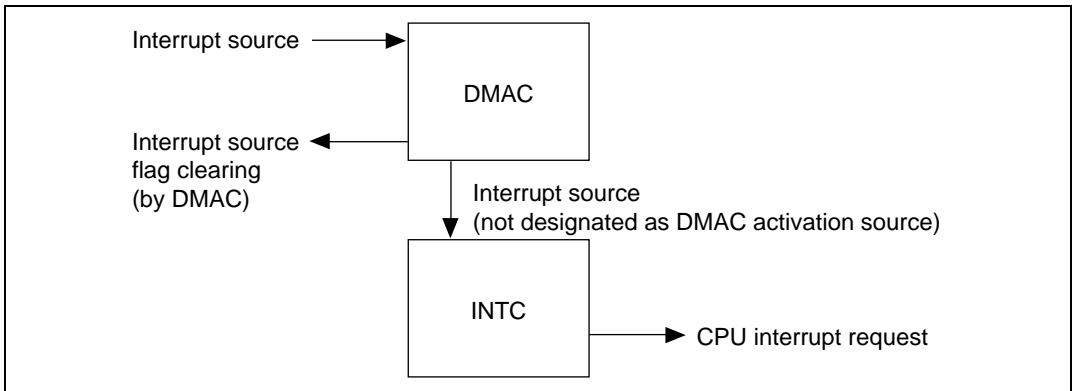 Interrupt source
DMAC
Interrupt source
flag clearing
(by DMAC)
Interrupt source
(not designated as DMAC activation source)
INTC
CPU interrupt request